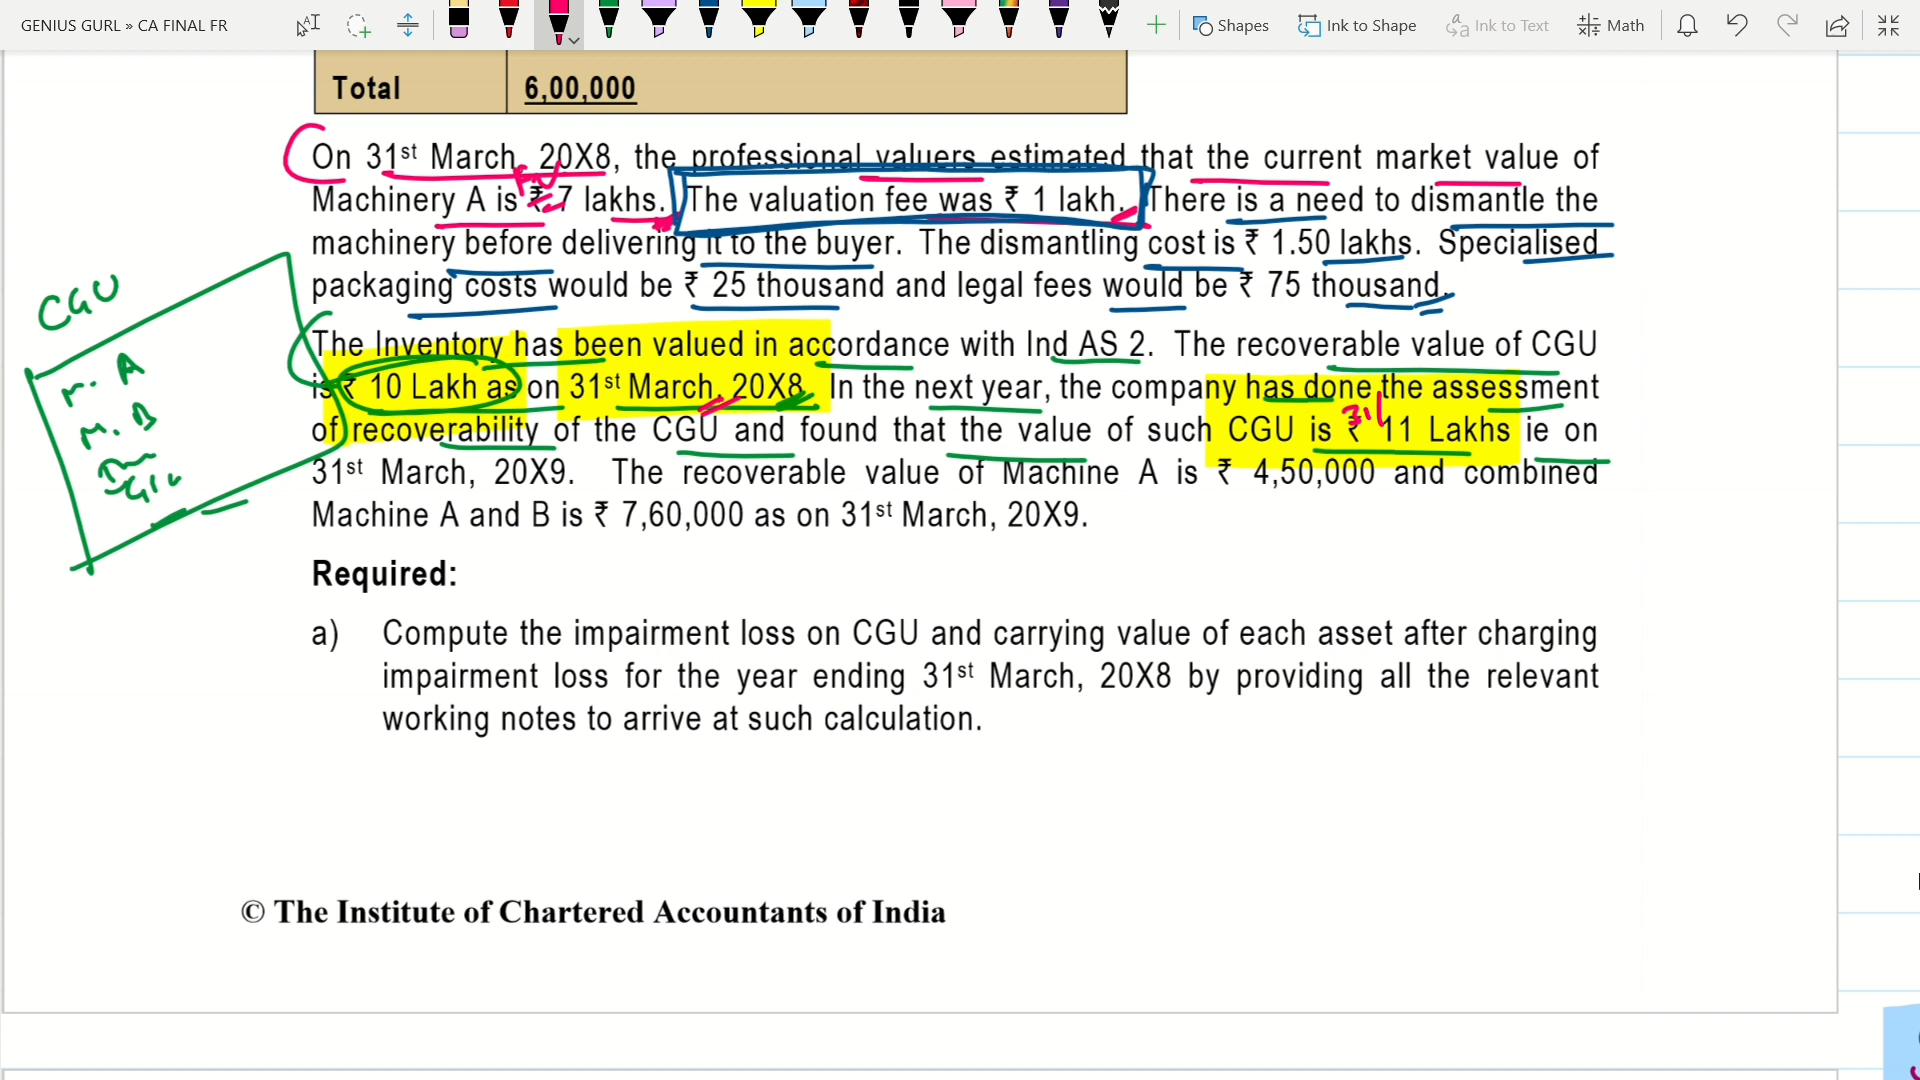 GENIUS GURL » CA FINAL FR
Shapes
Ink to Shape
Ink to Text
Math
Total 6,00,000
On 31st March, 20X8, the professional valuers estimated that the current market value of
Machinery A is ₹ 7 lakhs. The valuation fee was ₹ 1 lakh. There is a need to dismantle the
machinery before delivering it to the buyer. The dismantling cost is ₹ 1.50 lakhs. Specialised
packaging costs would be ₹ 25 thousand and legal fees would be ₹ 75 thousand.
The Inventory has been valued in accordance with Ind AS 2. The recoverable value of CGU
is ₹ 10 Lakh as on 31st March, 20X8. In the next year, the company has done the assessment
of recoverability of the CGU and found that the value of such CGU is ₹ 11 Lakhs ie on
31st March, 20X9. The recoverable value of Machine A is ₹ 4,50,000 and combined
Machine A and B is ₹ 7,60,000 as on 31st March, 20X9.
CGU
M. A
M. B
Required:
a) Compute the impairment loss on CGU and carrying value of each asset after charging
impairment loss for the year ending 31st March, 20X8 by providing all the relevant
working notes to arrive at such calculation.
© The Institute of Chartered Accountants of India